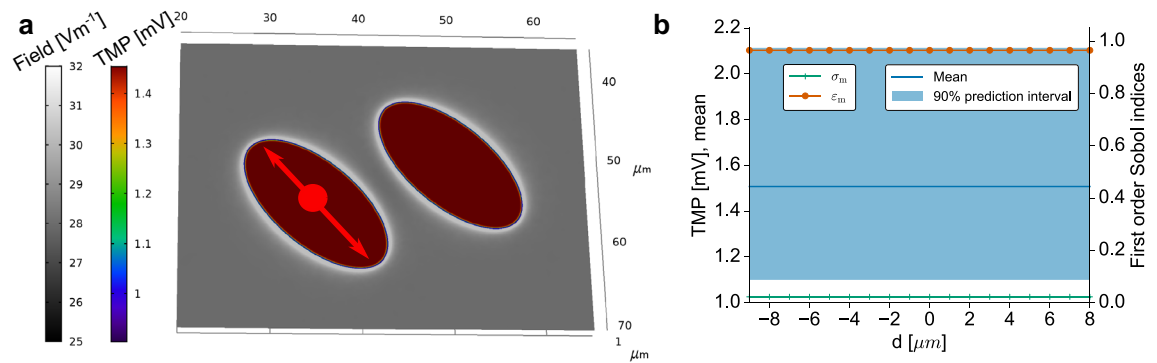 a
Field [Vm⁻¹]
TMP [mV]
32
31
30
29
28
27
26
25
1.4
1.3
1.2
1.1
1
20
30
40
50
60
40
50
μm
60
70
1
μm
b
TMP [mV], mean
2.2
2.0
1.8
1.6
1.4
1.2
1.0
σm
εm
Mean
90% prediction interval
1.0
0.8
0.6
0.4
0.2
0.0
First order Sobol indices
−8 −6 −4 −2 0 2 4 6 8
d [μm]